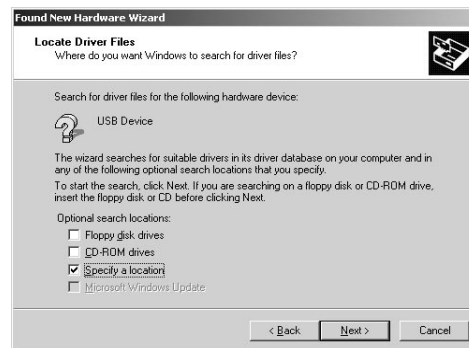 Found New Hardware Wizard
Locate Driver Files
Where do you want Windows to search for driver files?
Search for driver files for the following hardware device:
USB Device
The wizard searches for suitable drivers in its driver database on your computer and in
any of the following optional search locations that you specify.
To start the search, click Next. If you are searching on a floppy disk or CD-ROM drive,
insert the floppy disk or CD before clicking Next.
Optional search locations:
Floppy disk drives
CD-ROM drives
Specify a location
Microsoft Windows Update
< Back Next > Cancel